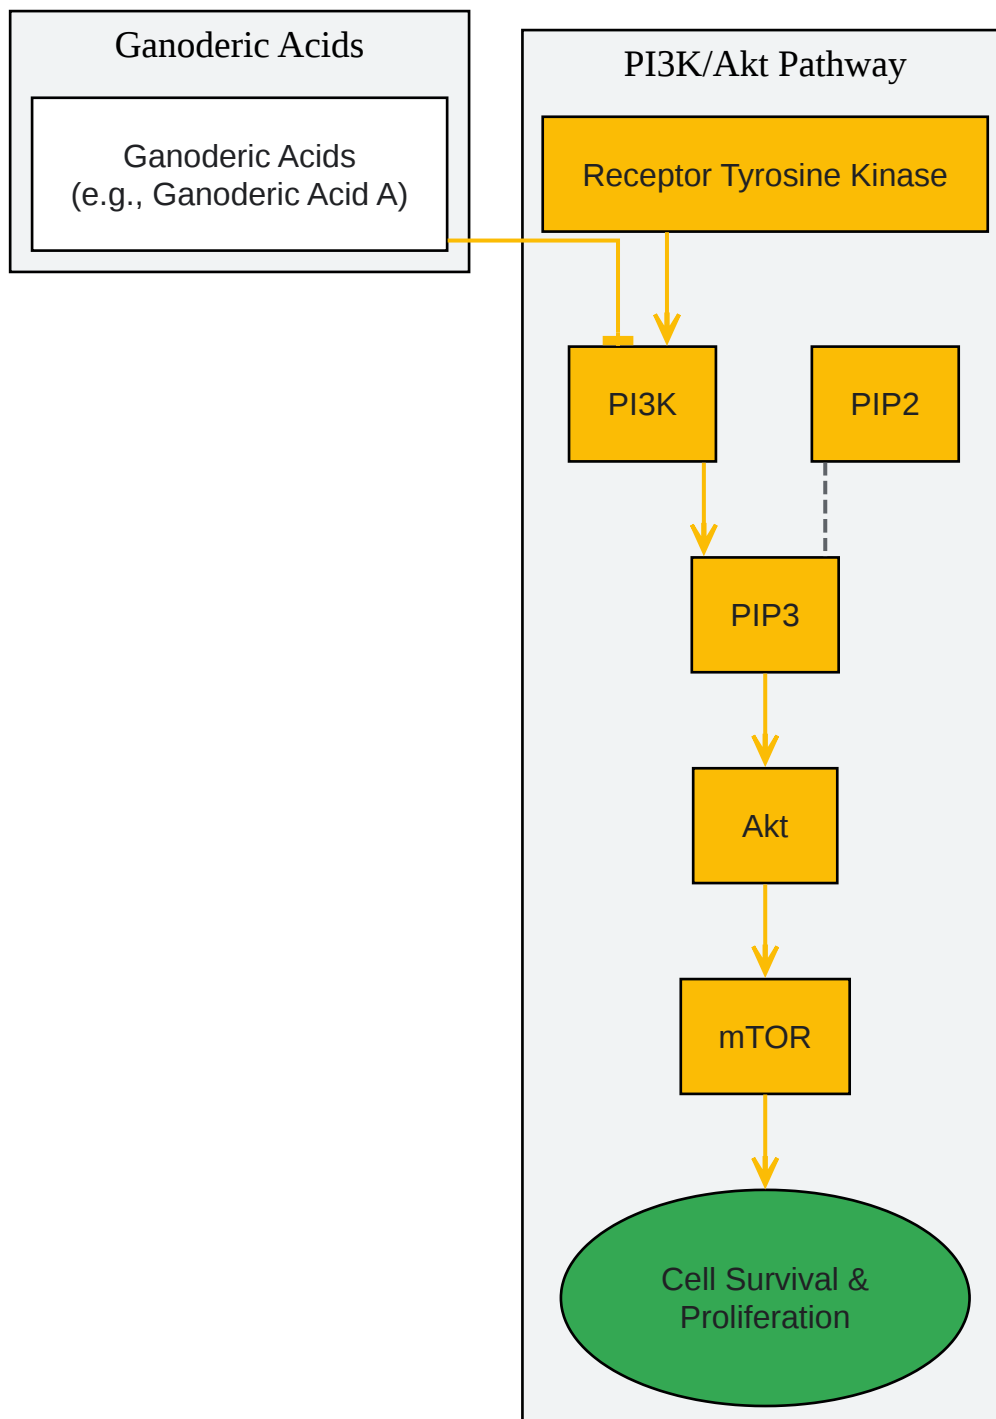 Ganoderic Acids
Ganoderic Acids
(e.g., Ganoderic Acid A)
PI3K/Akt Pathway
Receptor Tyrosine Kinase
PI3K
PIP2
PIP3
Akt
mTOR
Cell Survival &
Proliferation